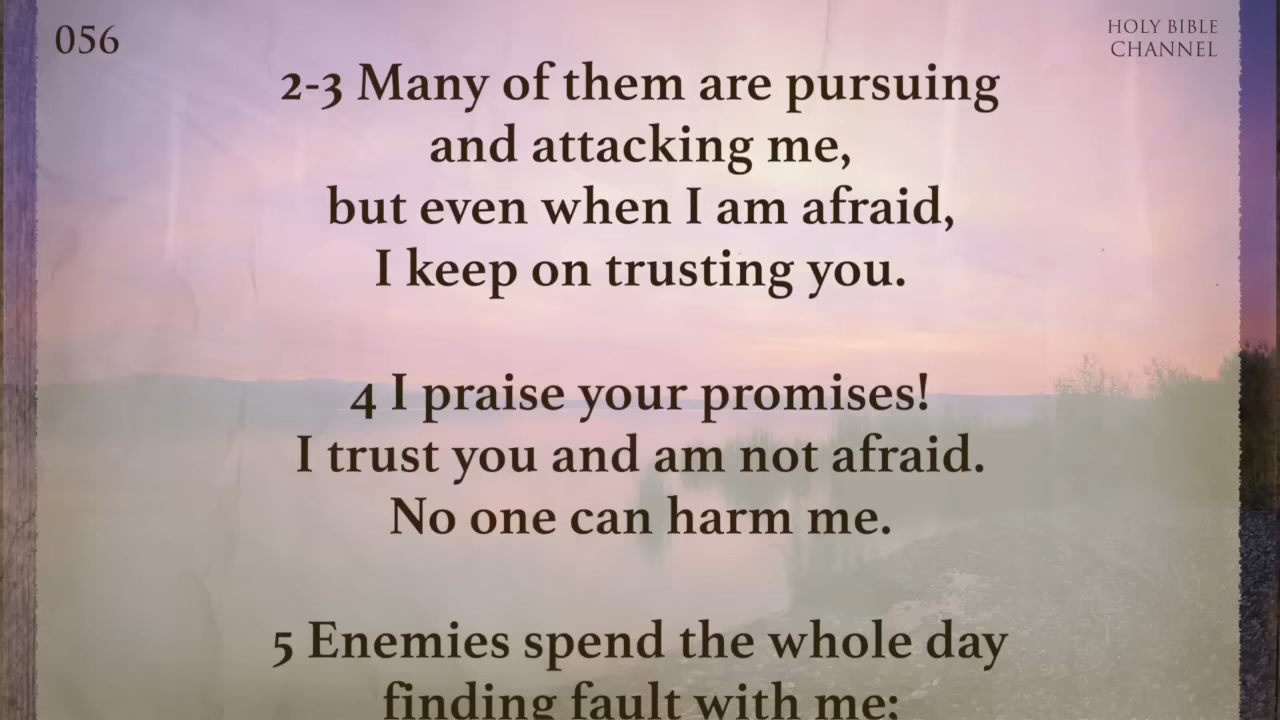 056
HOLY BIBLE
CHANNEL
2-3 Many of them are pursuing
and attacking me,
but even when I am afraid,
I keep on trusting you.
4 I praise your promises!
I trust you and am not afraid.
No one can harm me.
5 Enemies spend the whole day
finding fault with me;